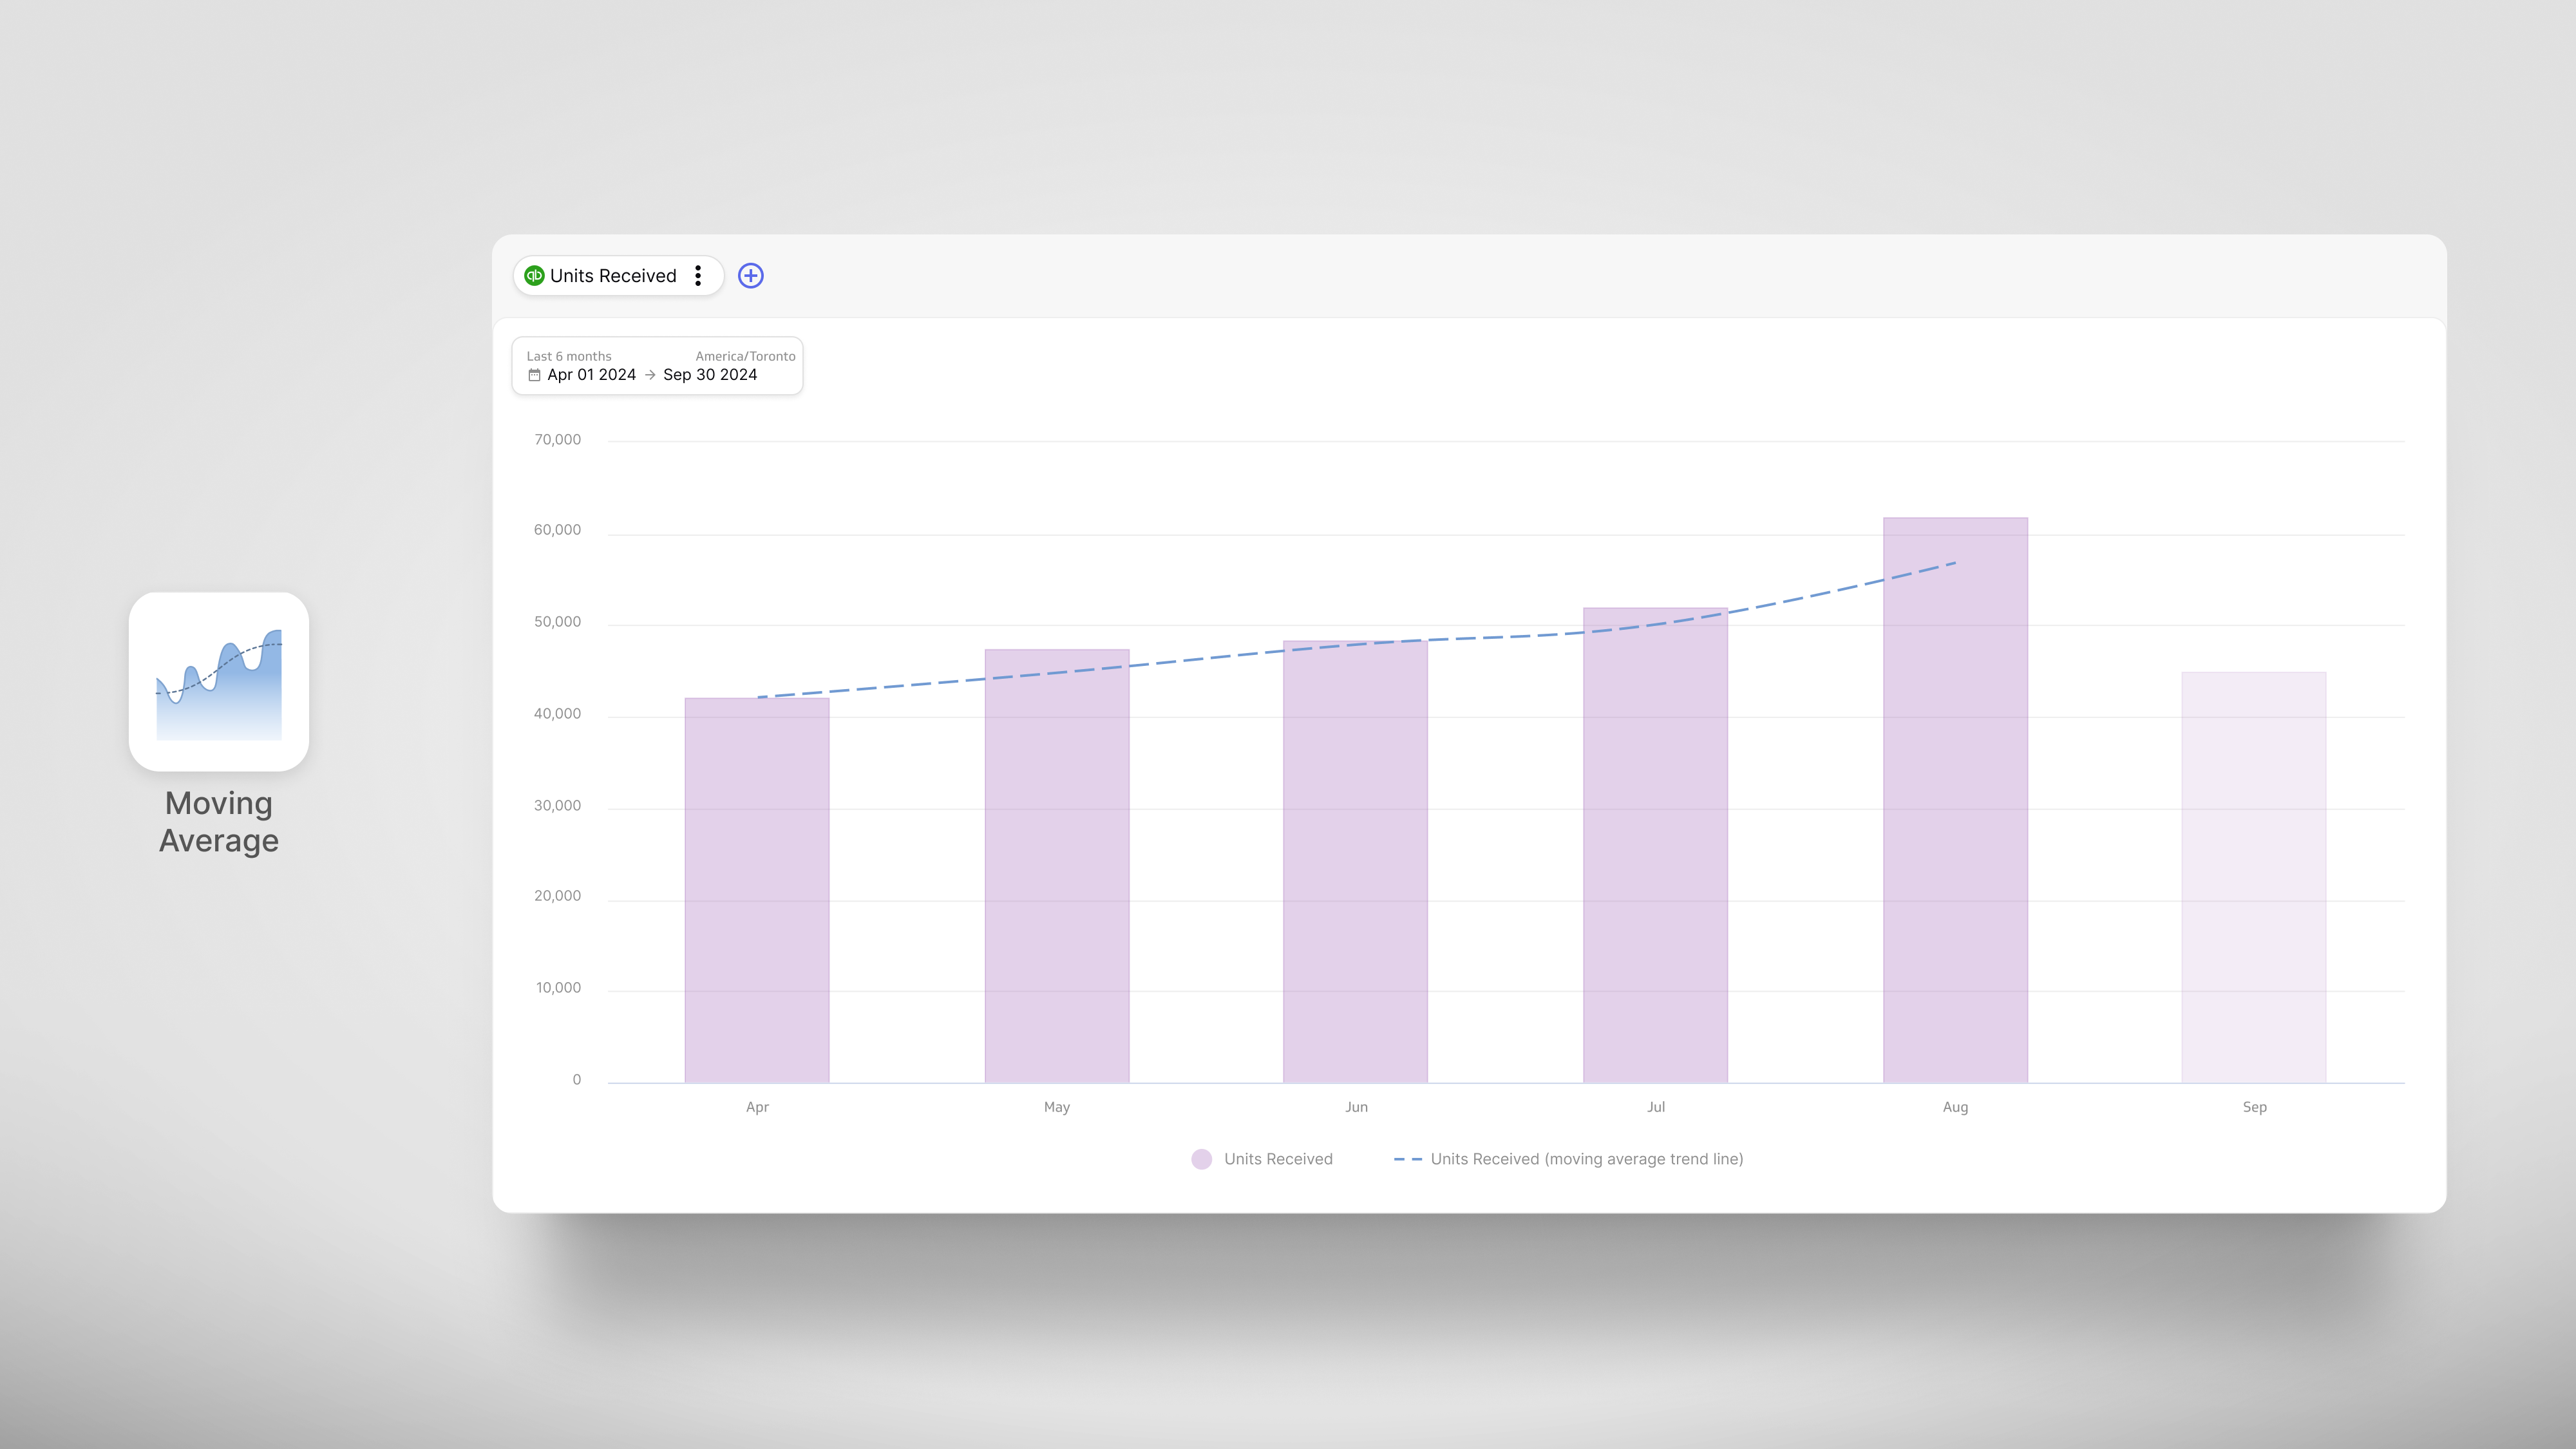 qb Units Received
Last 6 months America/Toronto
Apr 01 2024 → Sep 30 2024
70,000
60,000
50,000
40,000
30,000
20,000
10,000
0
Apr May Jun Jul Aug Sep
Units Received Units Received (moving average trend line)
Moving
Average